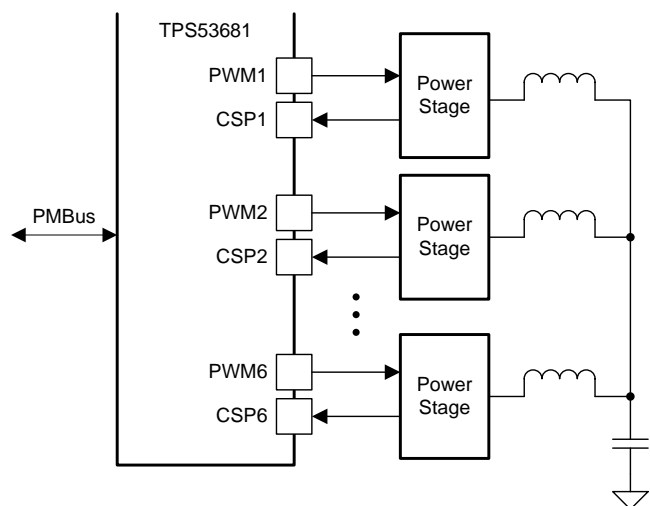 TPS53681
PWM1
CSP1
Power
Stage
PMBus
PWM2
CSP2
Power
Stage
PWM6
CSP6
Power
Stage